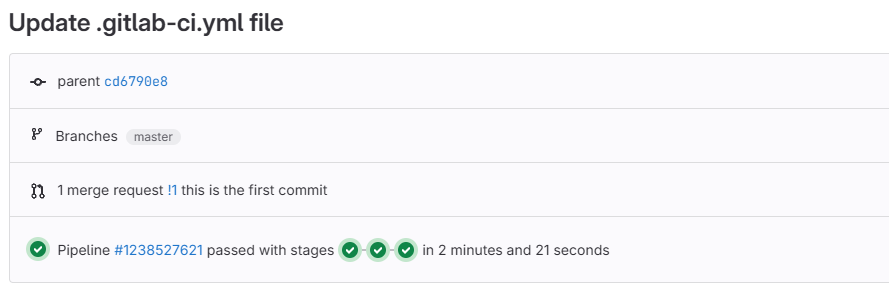 Update .gitlab-ci.yml file
parent cd6790e8
Branches master
1 merge request !1 this is the first commit
Pipeline #1238527621 passed with stages in 2 minutes and 21 seconds